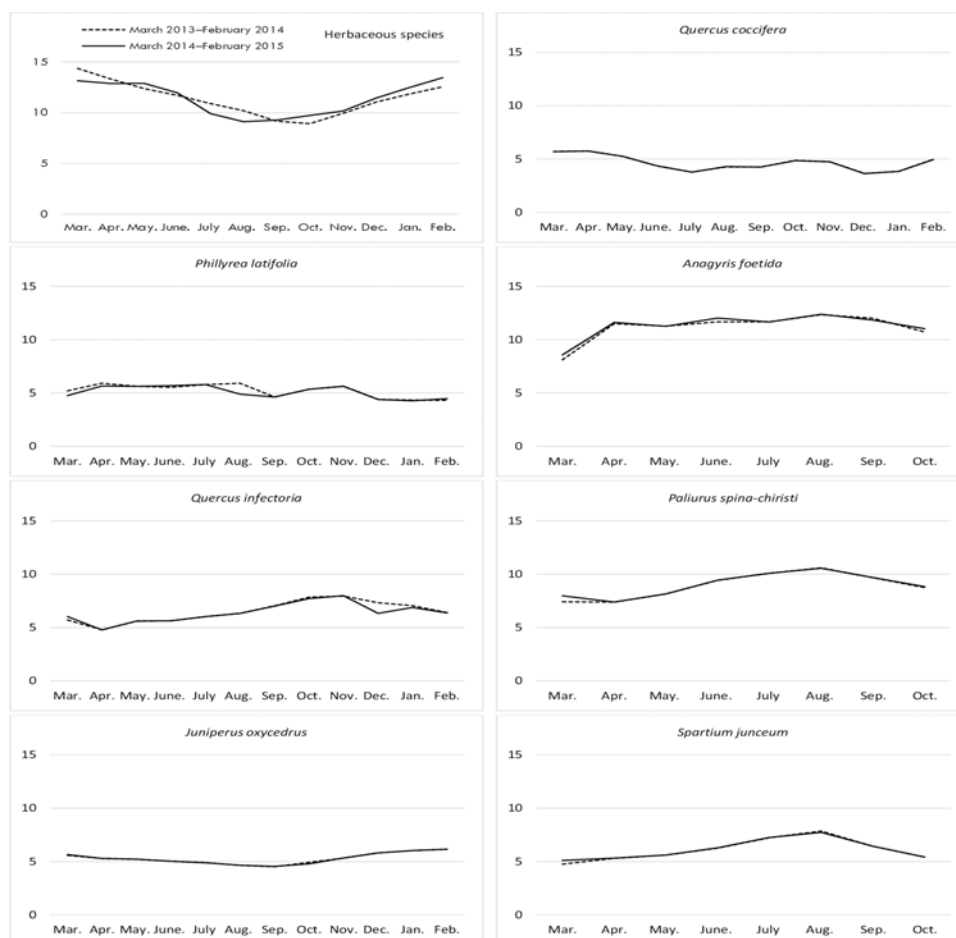 March 2013–February 2014
March 2014–February 2015
Herbaceous species
15
10
5
0
Mar. Apr. May. June. July Aug. Sep. Oct. Nov. Dec. Jan. Feb.
Quercus coccifera
15
10
5
0
Mar. Apr. May. June. July Aug. Sep. Oct. Nov. Dec. Jan. Feb.
Phillyrea latifolia
15
10
5
0
Mar. Apr. May. June. July Aug. Sep. Oct. Nov. Dec. Jan. Feb.
Anagyris foetida
15
10
5
0
Mar. Apr. May. June. July Aug. Sep. Oct.
Quercus infectoria
15
10
5
0
Mar. Apr. May. June. July Aug. Sep. Oct. Nov. Dec. Jan. Feb.
Paliurus spina-chiristi
15
10
5
0
Mar. Apr. May. June. July Aug. Sep. Oct.
Juniperus oxycedrus
15
10
5
0
Mar. Apr. May. June. July Aug. Sep. Oct. Nov. Dec. Jan. Feb.
Spartium junceum
15
10
5
0
Mar. Apr. May. June. July Aug. Sep. Oct.